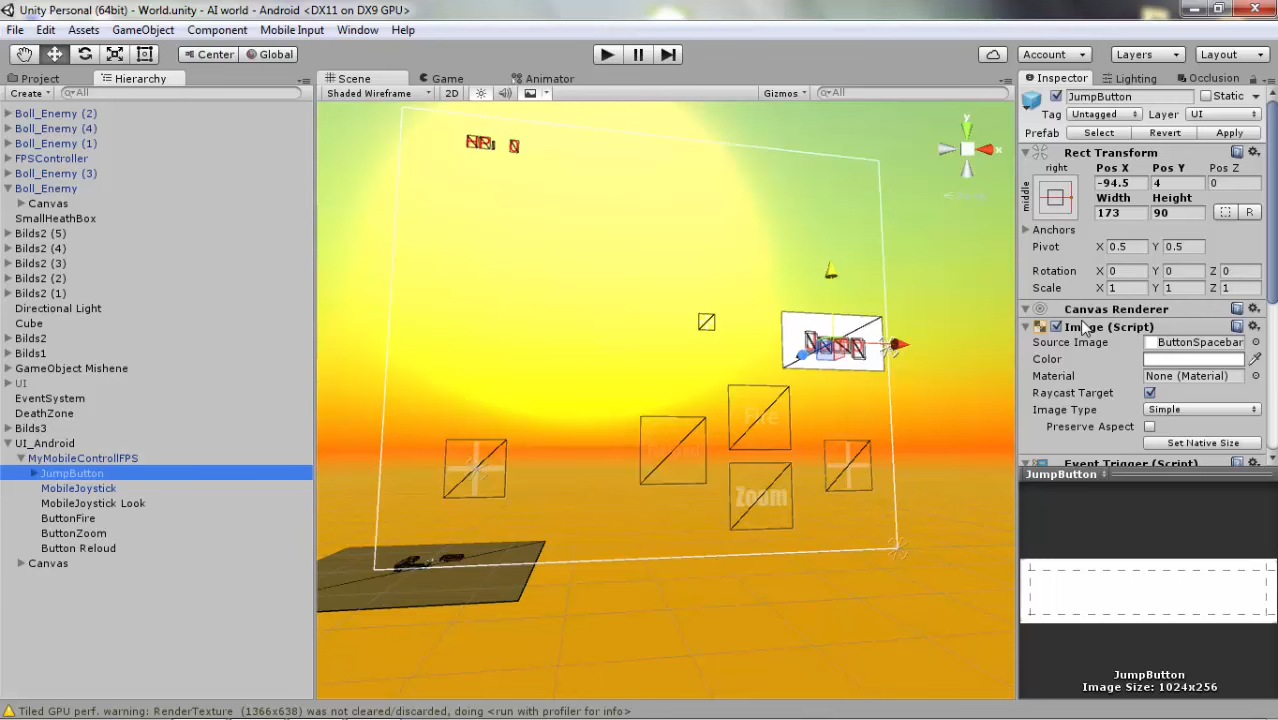 Unity Personal (64bit) - World.unity - AI world - Android <DX11 on DX9 GPU>
File Edit Assets GameObject Component Mobile Input Window Help
Center Global Account Layers Layout
Project Hierarchy Scene Game Animator Inspector Lighting Occlusion
Create All Shaded Wireframe 2D Gizmos All JumpButton Static
Tag Untagged Layer UI
Prefab Select Revert Apply
Boll_Enemy (2)
Boll_Enemy (4)
Boll_Enemy (1)
FPSController
Boll_Enemy (3)
Boll_Enemy
Canvas
SmallHeathBox
Bilds2 (5)
Bilds2 (4)
Bilds2 (3)
Bilds2 (2)
Bilds2 (1)
Directional Light
Cube
Bilds2
Bilds1
GameObject Mishene
UI
EventSystem
DeathZone
Bilds3
UI_Android
MyMobileControllFPS
JumpButton
MobileJoystick
MobileJoystick Look
ButtonFire
ButtonZoom
Button Reloud
Canvas
y
x
Jump
Fire
Zoom
Rect Transform
right Pos X Pos Y Pos Z
middle -94.5 4 0
Width Height
173 90 R
Anchors
Pivot X 0.5 Y 0.5
Rotation X 0 Y 0 Z 0
Scale X 1 Y 1 Z 1
Canvas Renderer
Image (Script)
Source Image ButtonSpacebar
Color
Material None (Material)
Raycast Target
Image Type Simple
Preserve Aspect
Set Native Size
Event Trigger (Script)
JumpButton
JumpButton
Image Size: 1024x256
Tiled GPU perf. warning: RenderTexture (1366x638) was not cleared/discarded, doing <run with profiler for info>